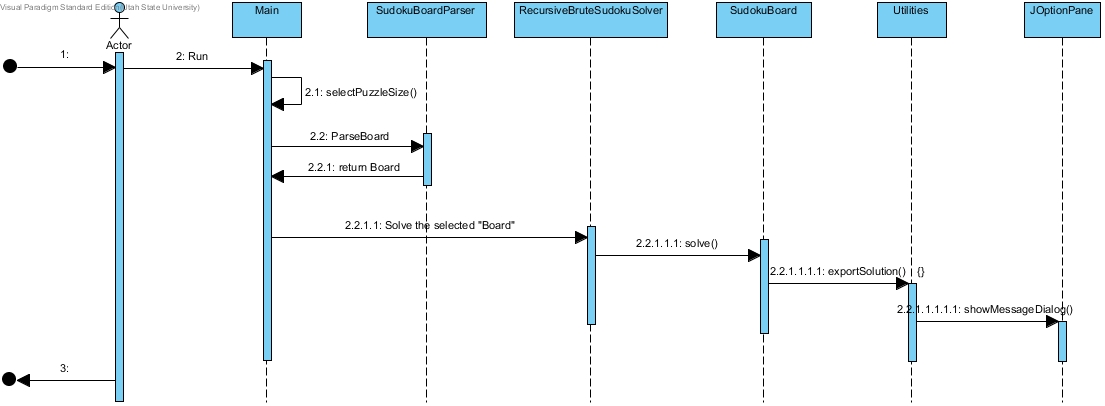 Visual Paradigm Standard Edition(Utah State University)
Main
SudokuBoardParser
RecursiveBruteSudokuSolver
SudokuBoard
Utilities
JOptionPane
Actor
1:
2: Run
2.1: selectPuzzleSize()
2.2: ParseBoard
2.2.1: return Board
2.2.1.1: Solve the selected "Board"
2.2.1.1.1: solve()
2.2.1.1.1.1: exportSolution() {}
2.2.1.1.1.1.1: showMessageDialog()
3: